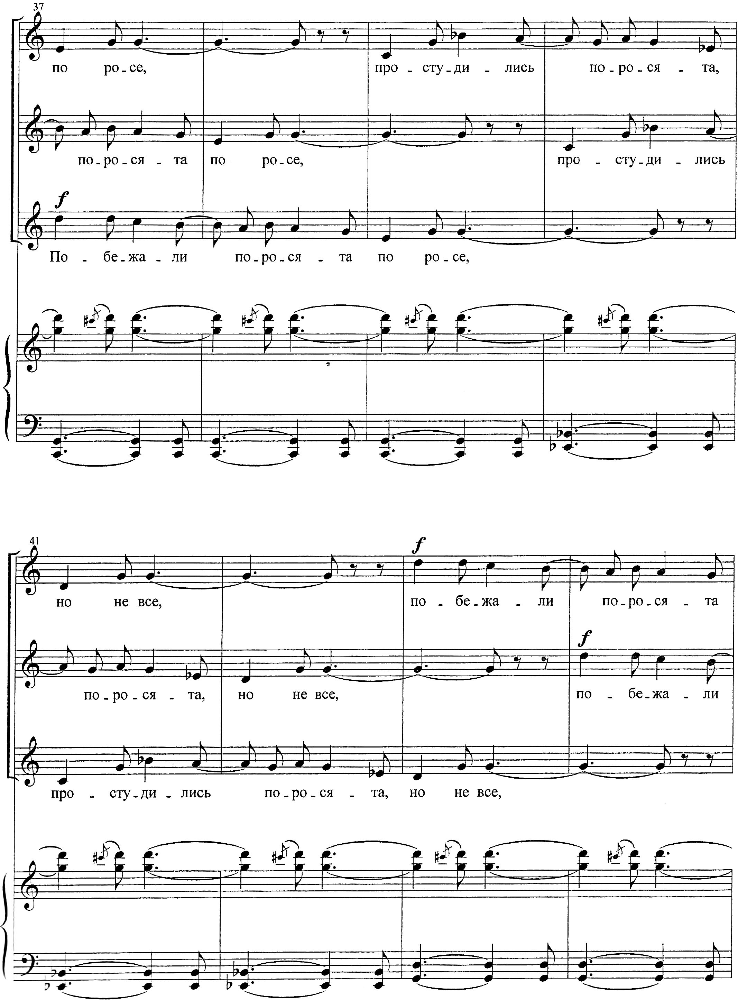 37
по ро - се, про - сту - ди - лись по - ро - ся - та,
по - ро - ся - та по ро - се, про - сту - ди - лись
f
По - бе - жа - ли по - ро - ся - та по ро - се,
41
f
но не все, по - бе - жа - ли по - ро - ся - та
f
по - ро - ся - та, но не все, по - бе - жа - ли
про - сту - ди - лись по - ро - ся - та, но не все,